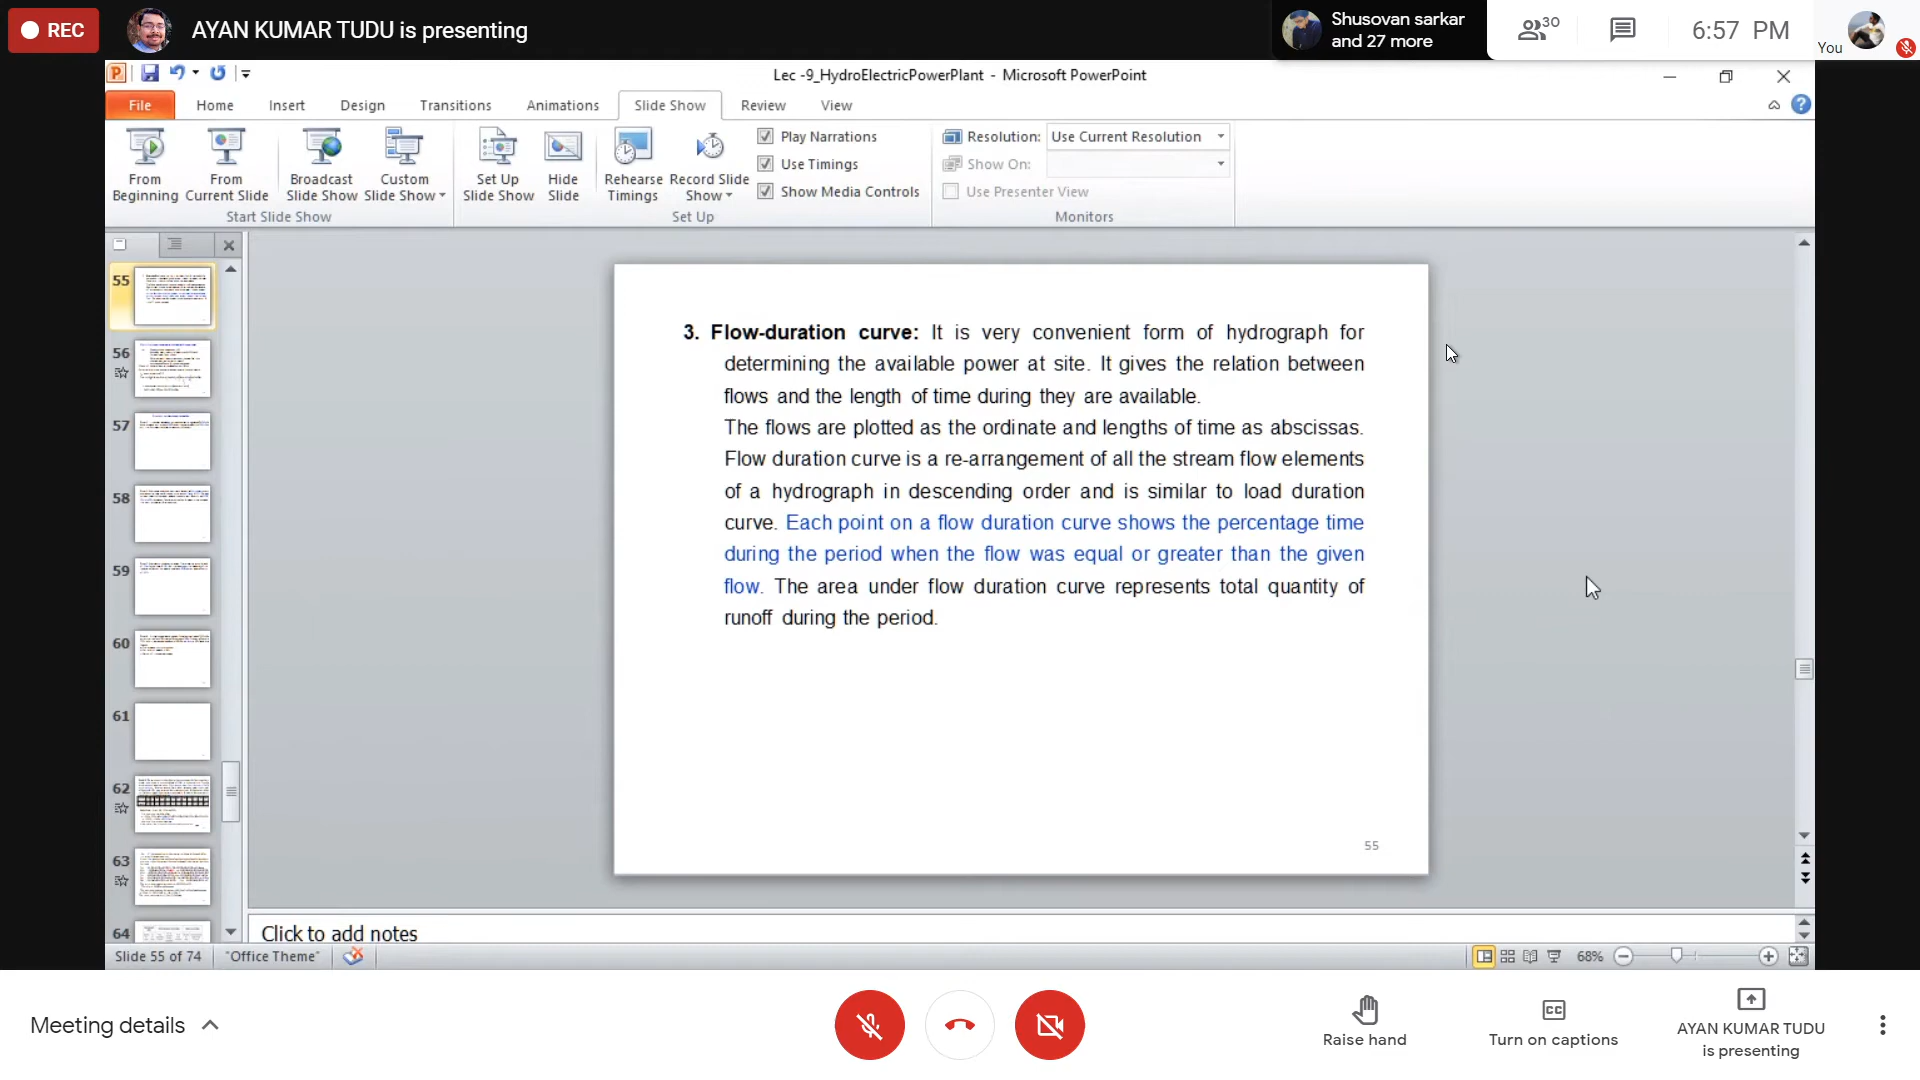 REC
AYAN KUMAR TUDU is presenting
Shusovan sarkar
and 27 more
30
6:57 PM
You
Lec -9_HydroElectricPowerPlant - Microsoft PowerPoint
File Home Insert Design Transitions Animations Slide Show Review View
From Beginning
From Current Slide
Broadcast Slide Show
Custom Slide Show
Set Up Slide Show
Hide Slide
Rehearse Timings
Record Slide Show
Play Narrations
Use Timings
Show Media Controls
Resolution: Use Current Resolution
Show On:
Use Presenter View
Start Slide Show
Set Up
Monitors
55
56
57
58
59
60
61
62
63
64
3. Flow-duration curve: It is very convenient form of hydrograph for
determining the available power at site. It gives the relation between
flows and the length of time during they are available.
The flows are plotted as the ordinate and lengths of time as abscissas.
Flow duration curve is a re-arrangement of all the stream flow elements
of a hydrograph in descending order and is similar to load duration
curve. Each point on a flow duration curve shows the percentage time
during the period when the flow was equal or greater than the given
flow. The area under flow duration curve represents total quantity of
runoff during the period.
55
Click to add notes
Slide 55 of 74 "Office Theme" 68%
Meeting details
Raise hand
Turn on captions
AYAN KUMAR TUDU
is presenting